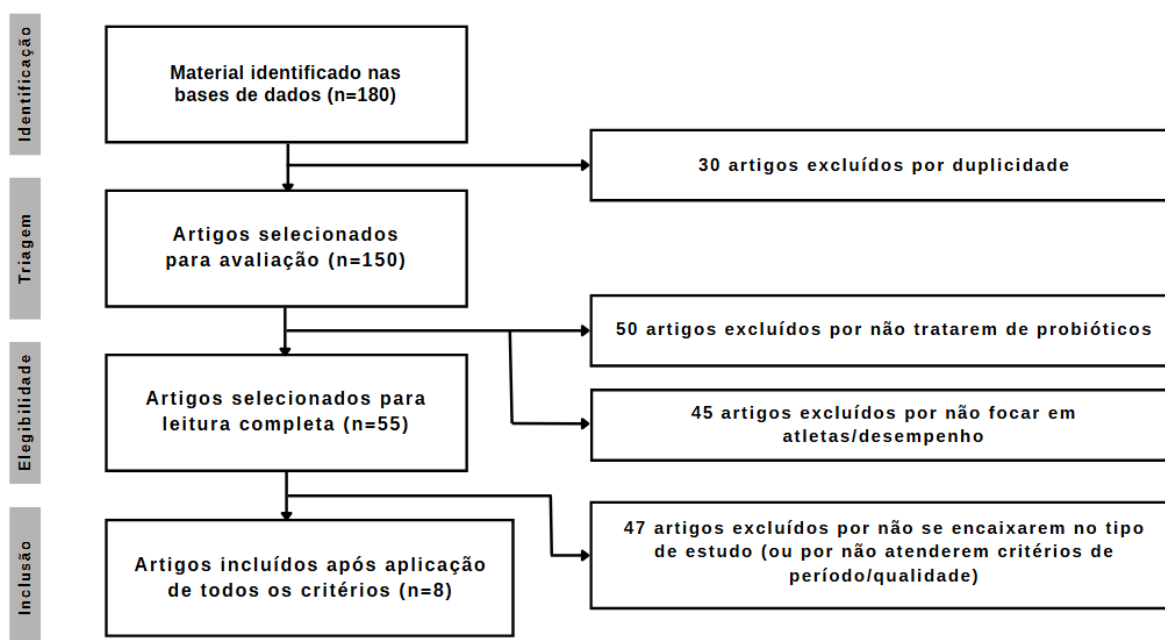 Identificação
Material identificado nas
bases de dados (n=180)
30 artigos excluídos por duplicidade
Triagem
Artigos selecionados
para avaliação (n=150)
50 artigos excluídos por não tratarem de probióticos
Elegibilidade
Artigos selecionados para
leitura completa (n=55)
45 artigos excluídos por não focar em
atletas/desempenho
Inclusão
Artigos incluídos após aplicação
de todos os critérios (n=8)
47 artigos excluídos por não se encaixarem no tipo
de estudo (ou por não atenderem critérios de
período/qualidade)